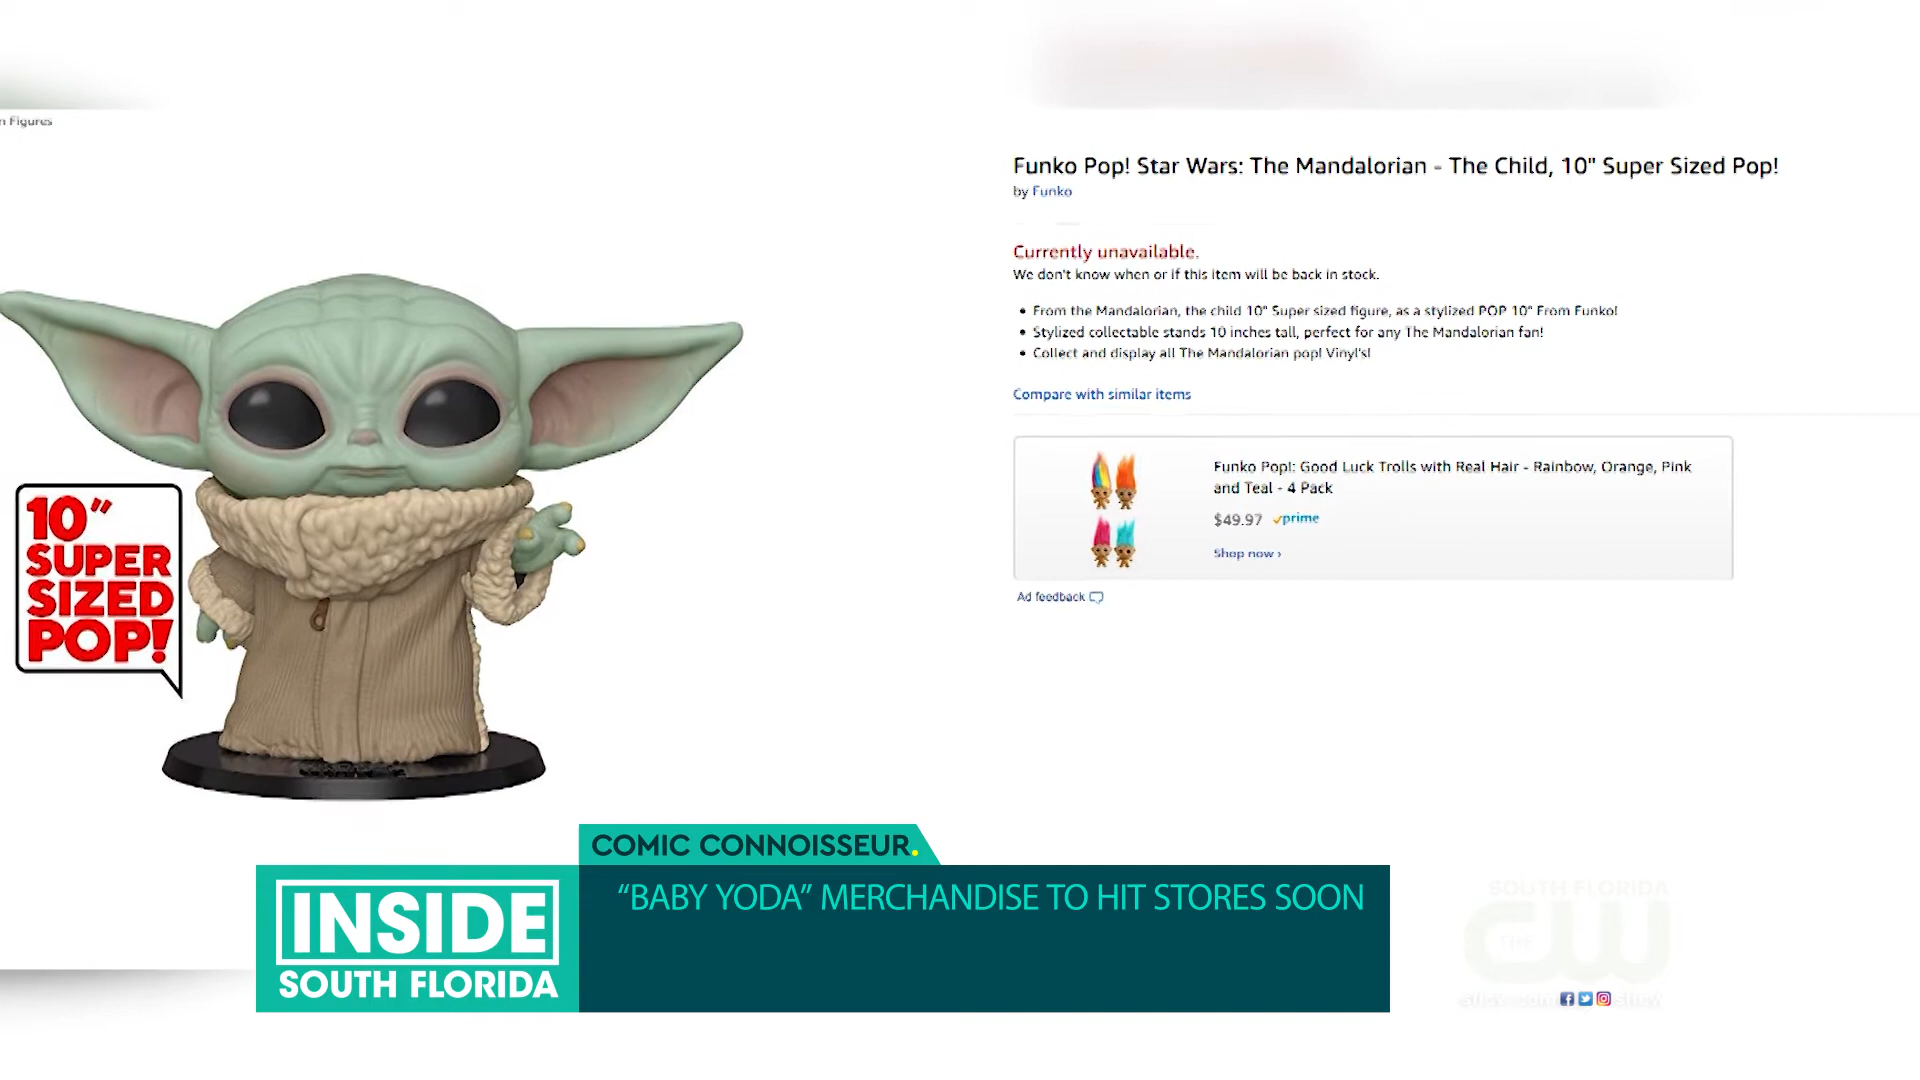 n Figures
Funko Pop! Star Wars: The Mandalorian - The Child, 10" Super Sized Pop!
by Funko
Currently unavailable.
We don't know when or if this item will be back in stock.
• From the Mandalorian, the child 10" Super sized figure, as a stylized POP 10" From Funko!
• Stylized collectable stands 10 inches tall, perfect for any The Mandalorian fan!
• Collect and display all The Mandalorian pop! Vinyl's!
Compare with similar items
Funko Pop!: Good Luck Trolls with Real Hair - Rainbow, Orange, Pink
and Teal - 4 Pack
$49.97 prime
Shop now ›
Ad feedback
10"
SUPER
SIZED
POP!
COMIC CONNOISSEUR.
"BABY YODA" MERCHANDISE TO HIT STORES SOON
INSIDE
SOUTH FLORIDA
SOUTH FLORIDA
THE
CW
sfltv